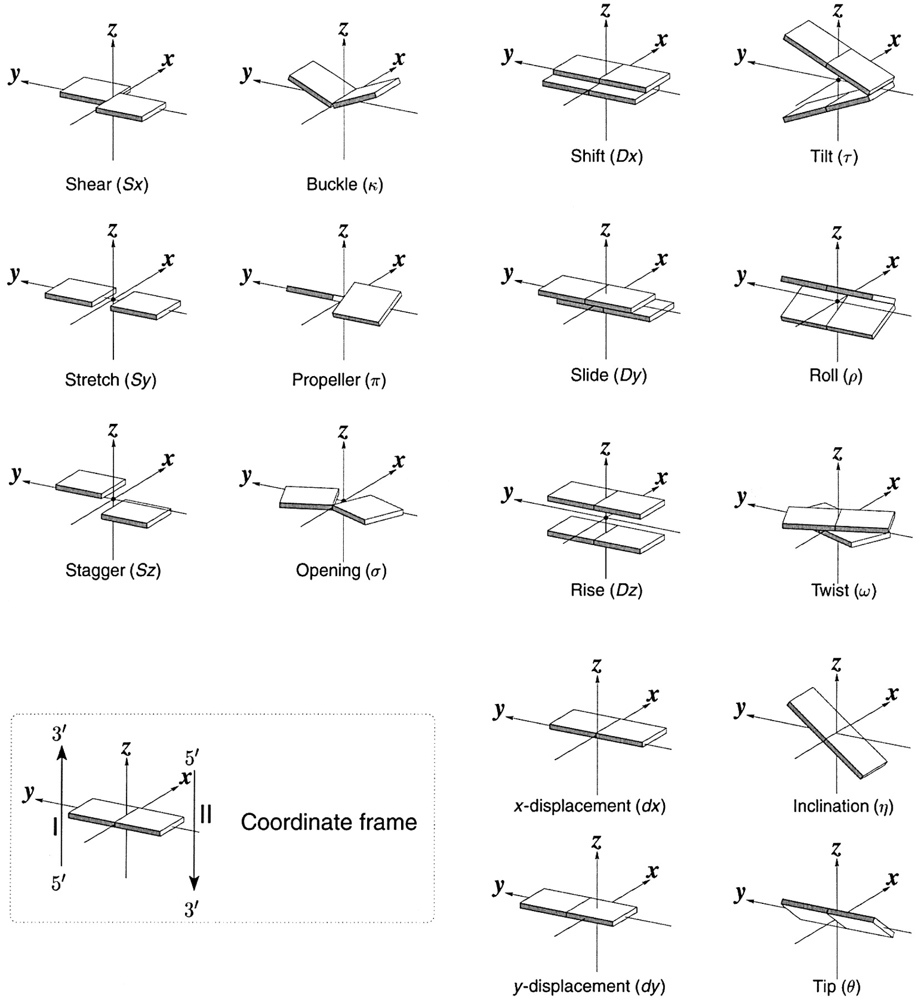 z
x
y
Shear (Sx)
z
x
y
Buckle (κ)
z
x
y
Shift (Dx)
z
x
y
Tilt (τ)
z
x
y
Stretch (Sy)
z
x
y
Propeller (π)
z
x
y
Slide (Dy)
z
x
y
Roll (ρ)
z
x
y
Stagger (Sz)
z
x
y
Opening (σ)
z
x
y
Rise (Dz)
z
x
y
Twist (ω)
z
x
y
x-displacement (dx)
z
x
y
Inclination (η)
3′
z
5′
x
y
I
II
Coordinate frame
5′
3′
z
x
y
y-displacement (dy)
z
x
y
Tip (θ)